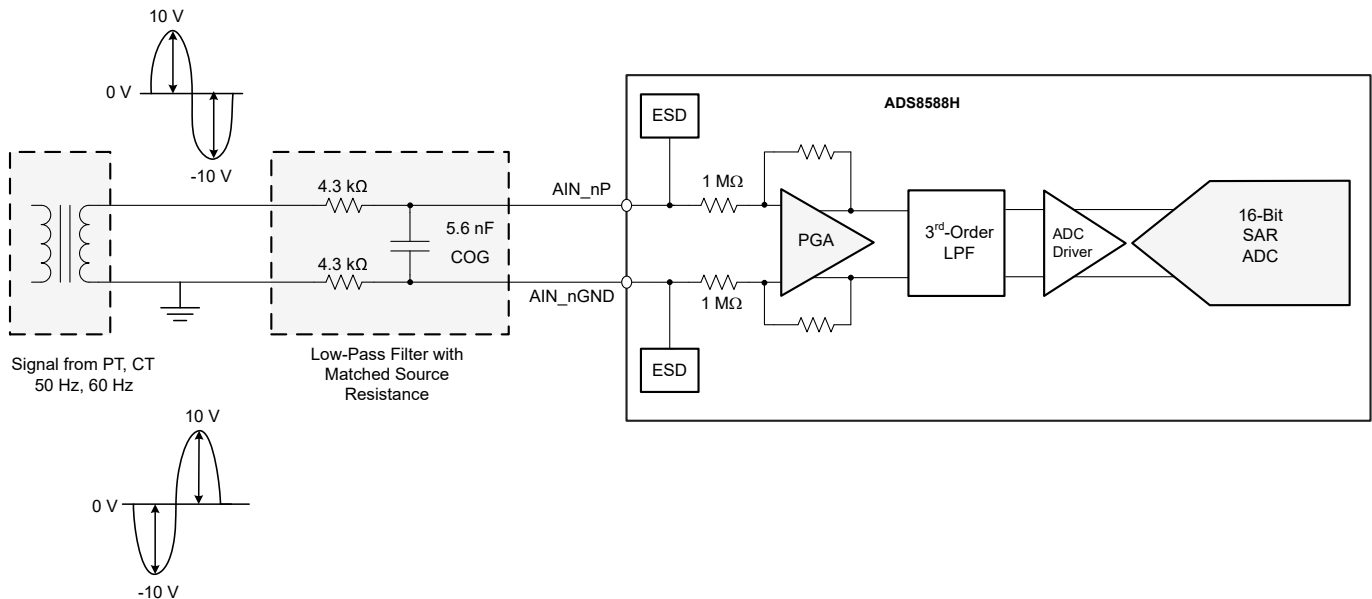 10 V
0 V
-10 V
Signal from PT, CT
50 Hz, 60 Hz
10 V
0 V
-10 V
4.3 kΩ
5.6 nF
COG
4.3 kΩ
Low-Pass Filter with
Matched Source
Resistance
AIN_nP
AIN_nGND
ADS8588H
ESD
1 MΩ
PGA
1 MΩ
ESD
3rd-Order
LPF
ADC
Driver
16-Bit
SAR
ADC